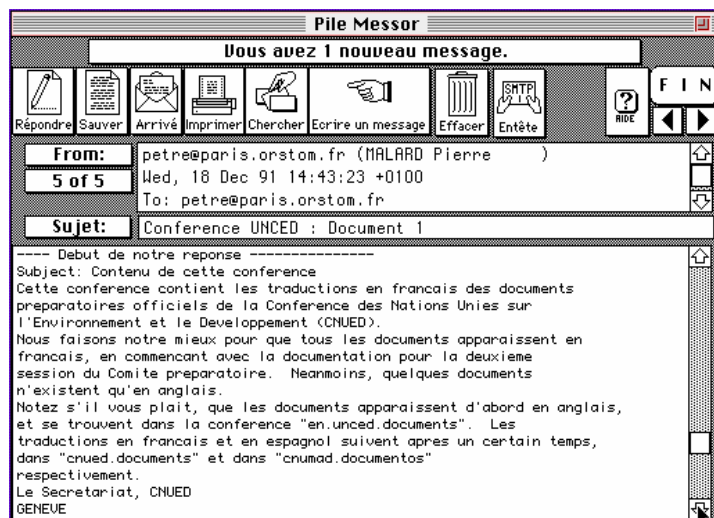 Pile Messor
Vous avez 1 nouveau message.
Répondre Sauver Arrivé Imprimer Chercher Ecrire un message Effacer SMTP Entête ? AIDE F I N
From: petre@paris.orstom.fr (MALARD Pierre )
5 of 5 Wed, 18 Dec 91 14:43:23 +0100
To: petre@paris.orstom.fr
Sujet: Conference UNCED : Document 1
---- Debut de notre reponse ---------------
Subject: Contenu de cette conference
Cette conference contient les traductions en francais des documents
preparatoires officiels de la Conference des Nations Unies sur
l'Environnement et le Developpement (CNUED).
Nous faisons notre mieux pour que tous les documents apparaissent en
francais, en commencant avec la documentation pour la deuxieme
session du Comite preparatoire. Neanmoins, quelques documents
n'existent qu'en anglais.
Notez s'il vous plait, que les documents apparaissent d'abord en anglais,
et se trouvent dans la conference "en.unced.documents". Les
traductions en francais et en espagnol suivent apres un certain temps,
dans "cnued.documents" et dans "cnumad.documentos"
respectivement.
Le Secretariat, CNUED
GENEVE